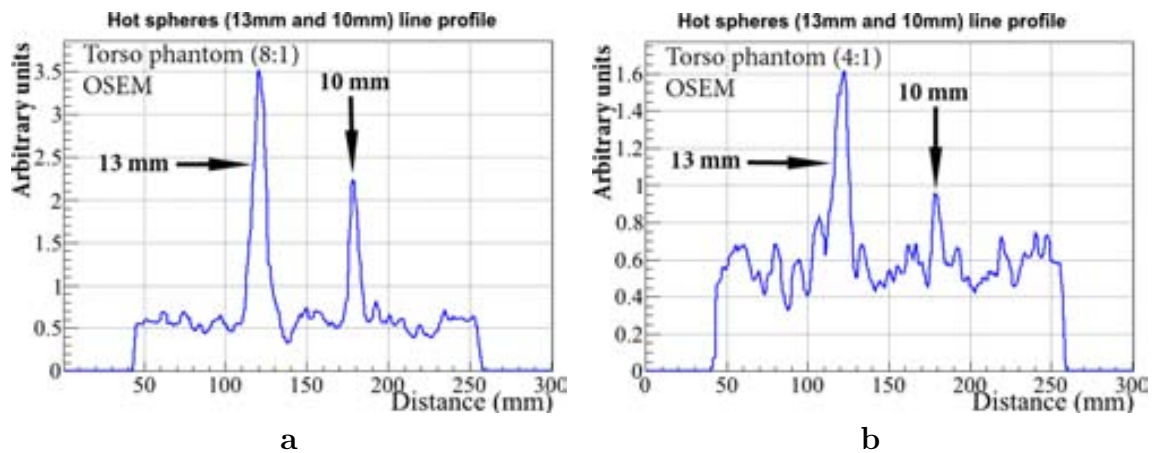 Hot spheres (13mm and 10mm) line profile
Arbitrary units
Torso phantom (8:1)
OSEM
10 mm
13 mm
3.5
3
2.5
2
1.5
1
0.5
0
50 100 150 200 250 300
Distance (mm)
a
Hot spheres (13mm and 10mm) line profile
Arbitrary units
Torso phantom (4:1)
OSEM
10 mm
13 mm
1.6
1.4
1.2
1
0.8
0.6
0.4
0.2
0
0 50 100 150 200 250 300
Distance (mm)
b